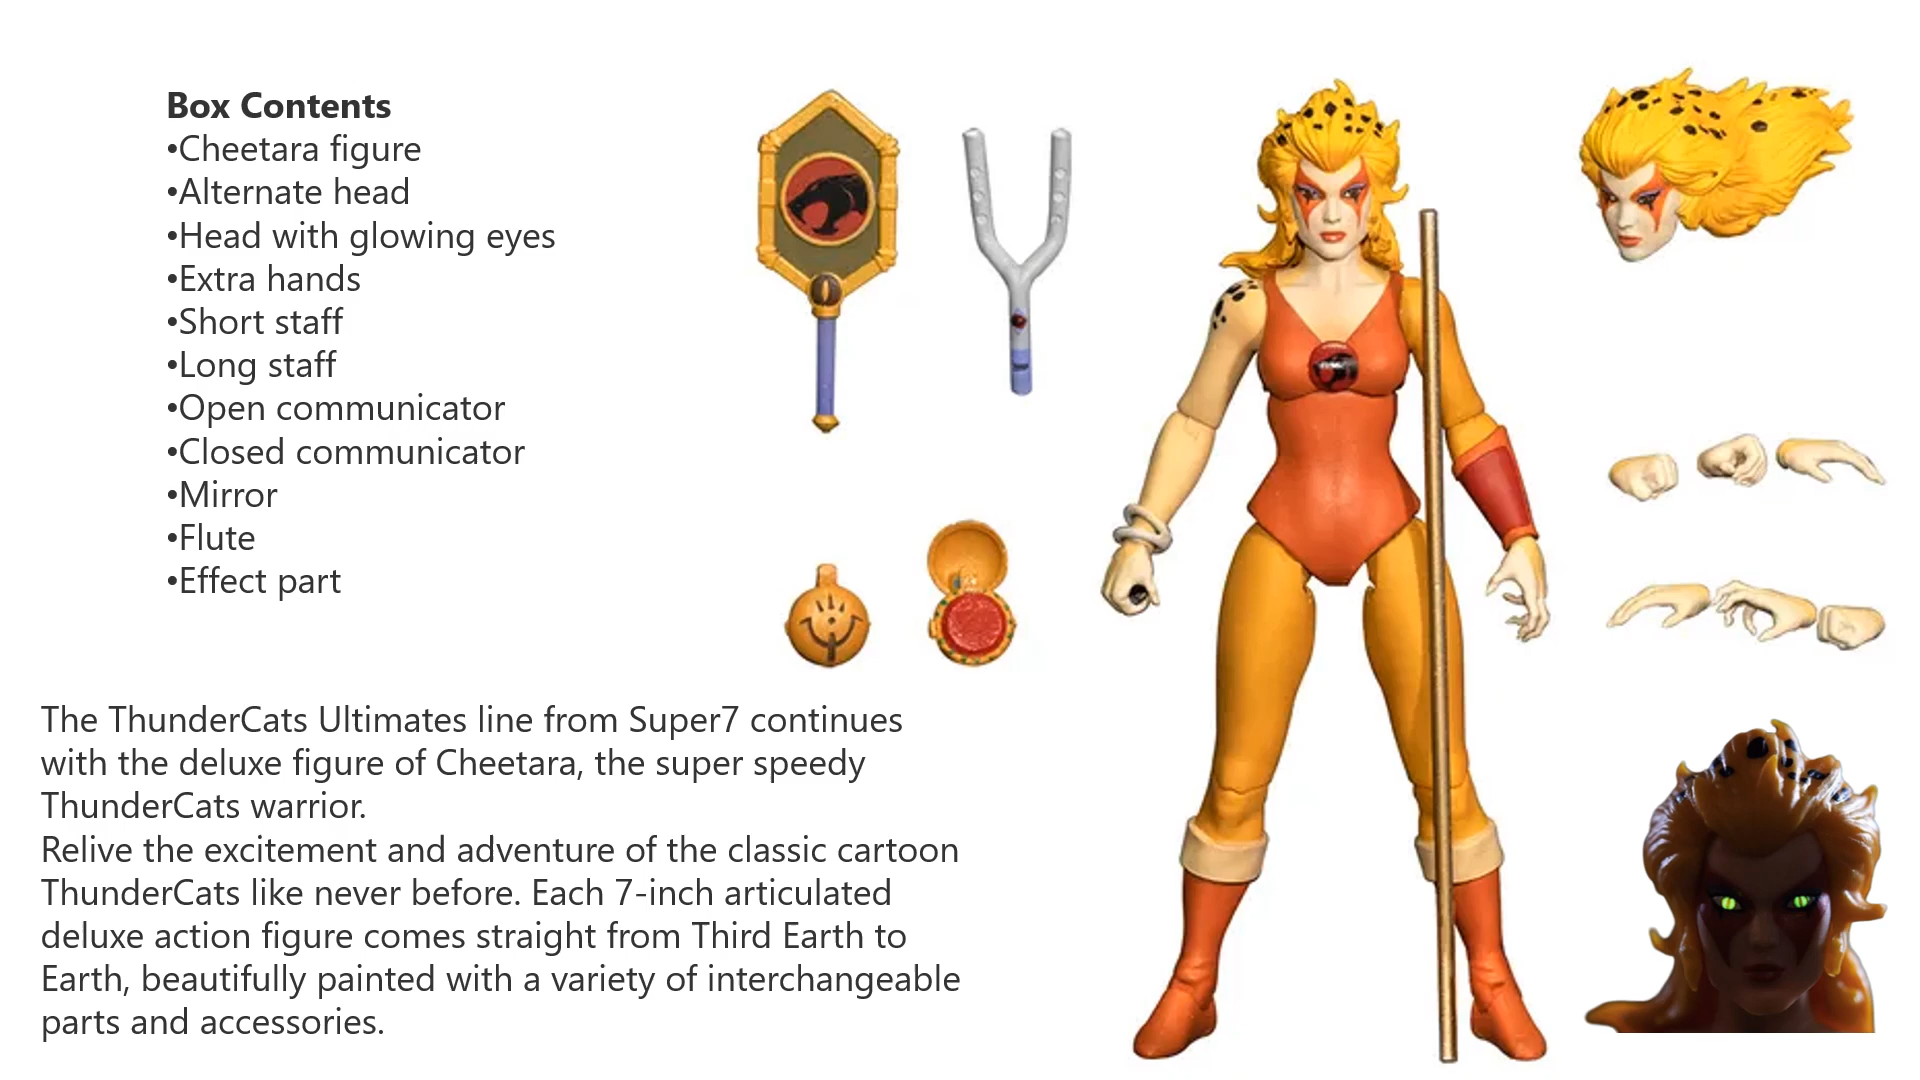 Box Contents
•Cheetara figure
•Alternate head
•Head with glowing eyes
•Extra hands
•Short staff
•Long staff
•Open communicator
•Closed communicator
•Mirror
•Flute
•Effect part
The ThunderCats Ultimates line from Super7 continues
with the deluxe figure of Cheetara, the super speedy
ThunderCats warrior.
Relive the excitement and adventure of the classic cartoon
ThunderCats like never before. Each 7-inch articulated
deluxe action figure comes straight from Third Earth to
Earth, beautifully painted with a variety of interchangeable
parts and accessories.